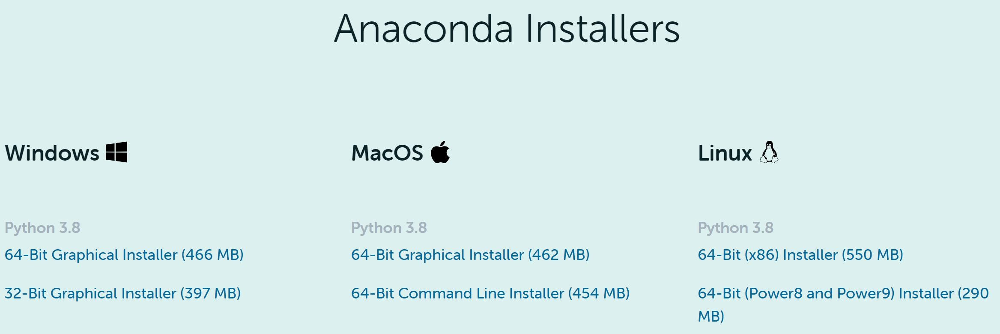 Anaconda Installers
Windows
MacOS
Linux
Python 3.8
64-Bit Graphical Installer (466 MB)
32-Bit Graphical Installer (397 MB)
Python 3.8
64-Bit Graphical Installer (462 MB)
64-Bit Command Line Installer (454 MB)
Python 3.8
64-Bit (x86) Installer (550 MB)
64-Bit (Power8 and Power9) Installer (290
MB)